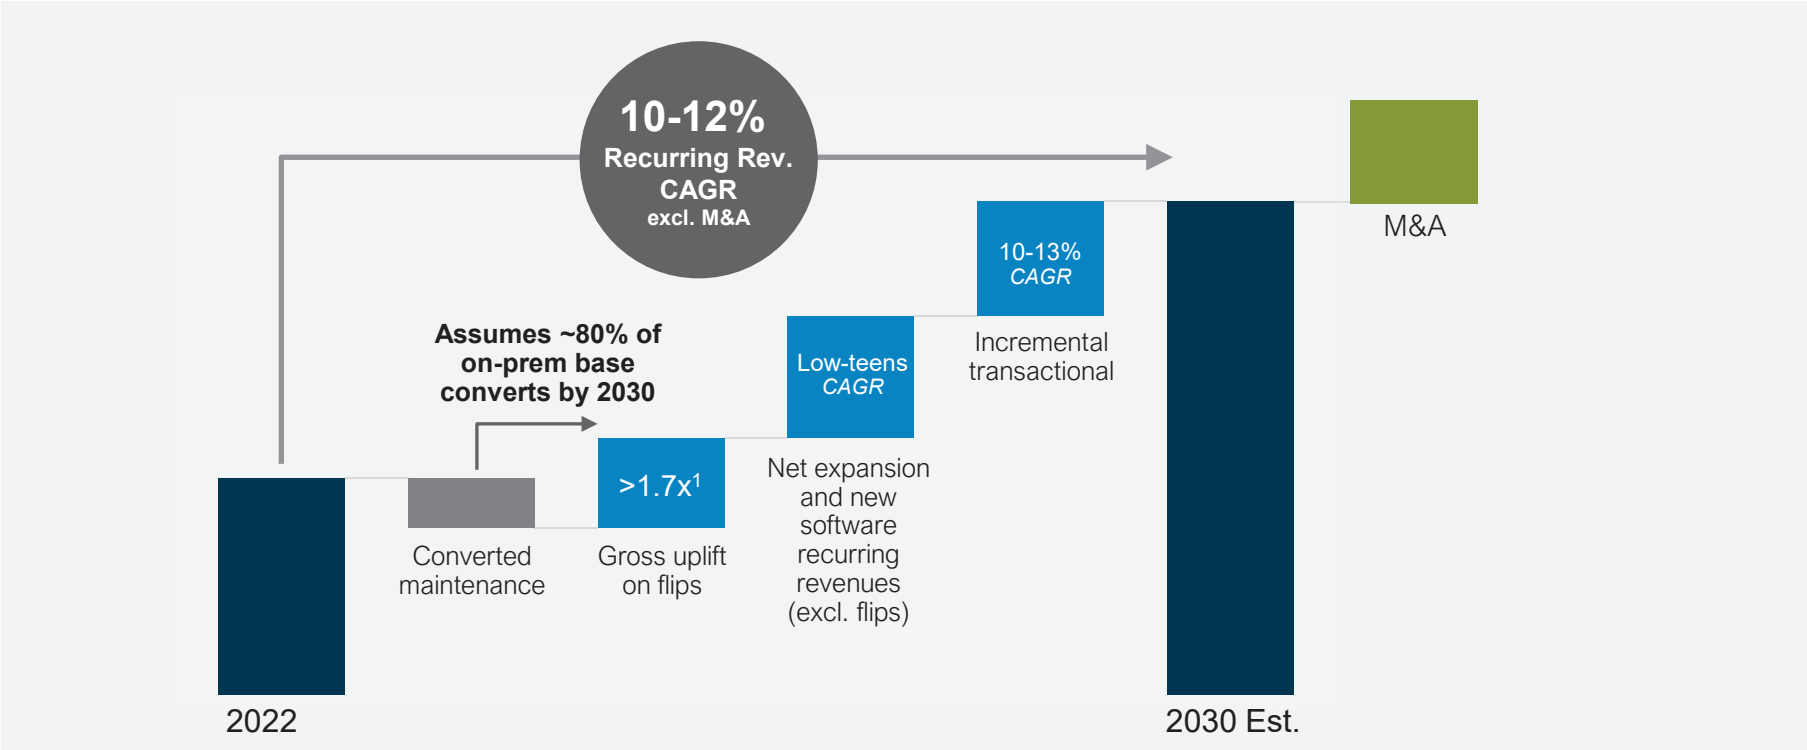 10-12%
Recurring Rev.
CAGR
excl. M&A
M&A
10-13%
CAGR
Incremental
transactional
Assumes ~80% of
on-prem base
converts by 2030
Low-teens
CAGR
Net expansion
and new
software
recurring
revenues
(excl. flips)
>1.7x¹
Converted
maintenance
Gross uplift
on flips
2022
2030 Est.